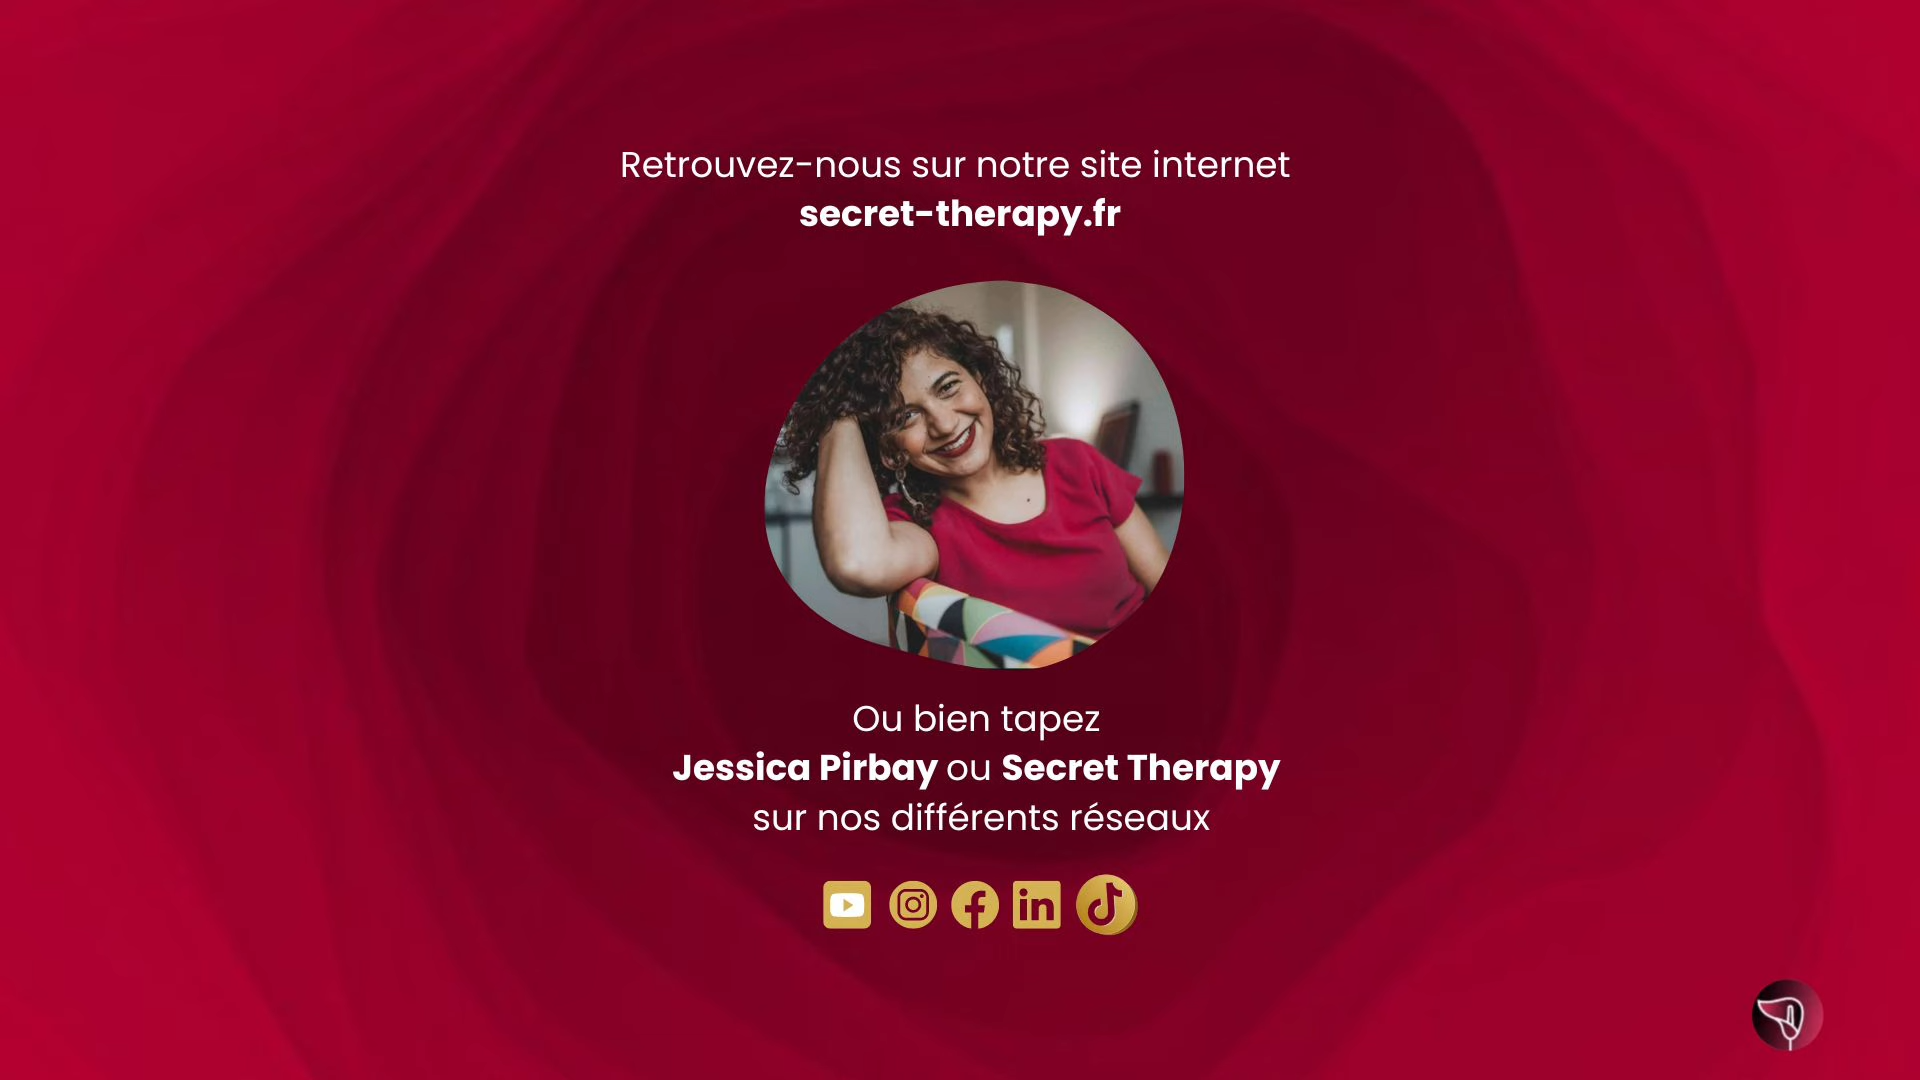 Retrouvez-nous sur notre site internet
secret-therapy.fr
Ou bien tapez
Jessica Pirbay ou Secret Therapy
sur nos différents réseaux